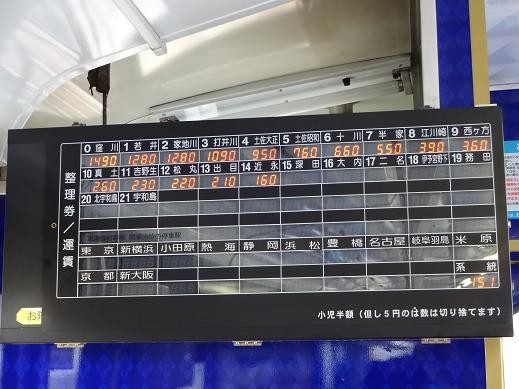 0 窪川 1 若井 2 家地川 3 打井川 4 土佐大正 5 土佐昭和 6 十川 7 半家 8 江川崎 9 西ヶ方
1490 1280 1280 1090 950 760 660 550 390 360
10 真土 11 吉野生 12 松丸 13 出目 14 近永 15 深田 16 大内 17 二名 18 伊予宮野下 19 務田
260 230 220 210 160
20 北宇和島 21 宇和島
整理券/運賃
東京 新横浜 小田原 熱海 静岡 浜松 豊橋 名古屋 岐阜羽島 米原
京都 新大阪 系統
151
小児半額(但し5円のは数は切り捨てます)